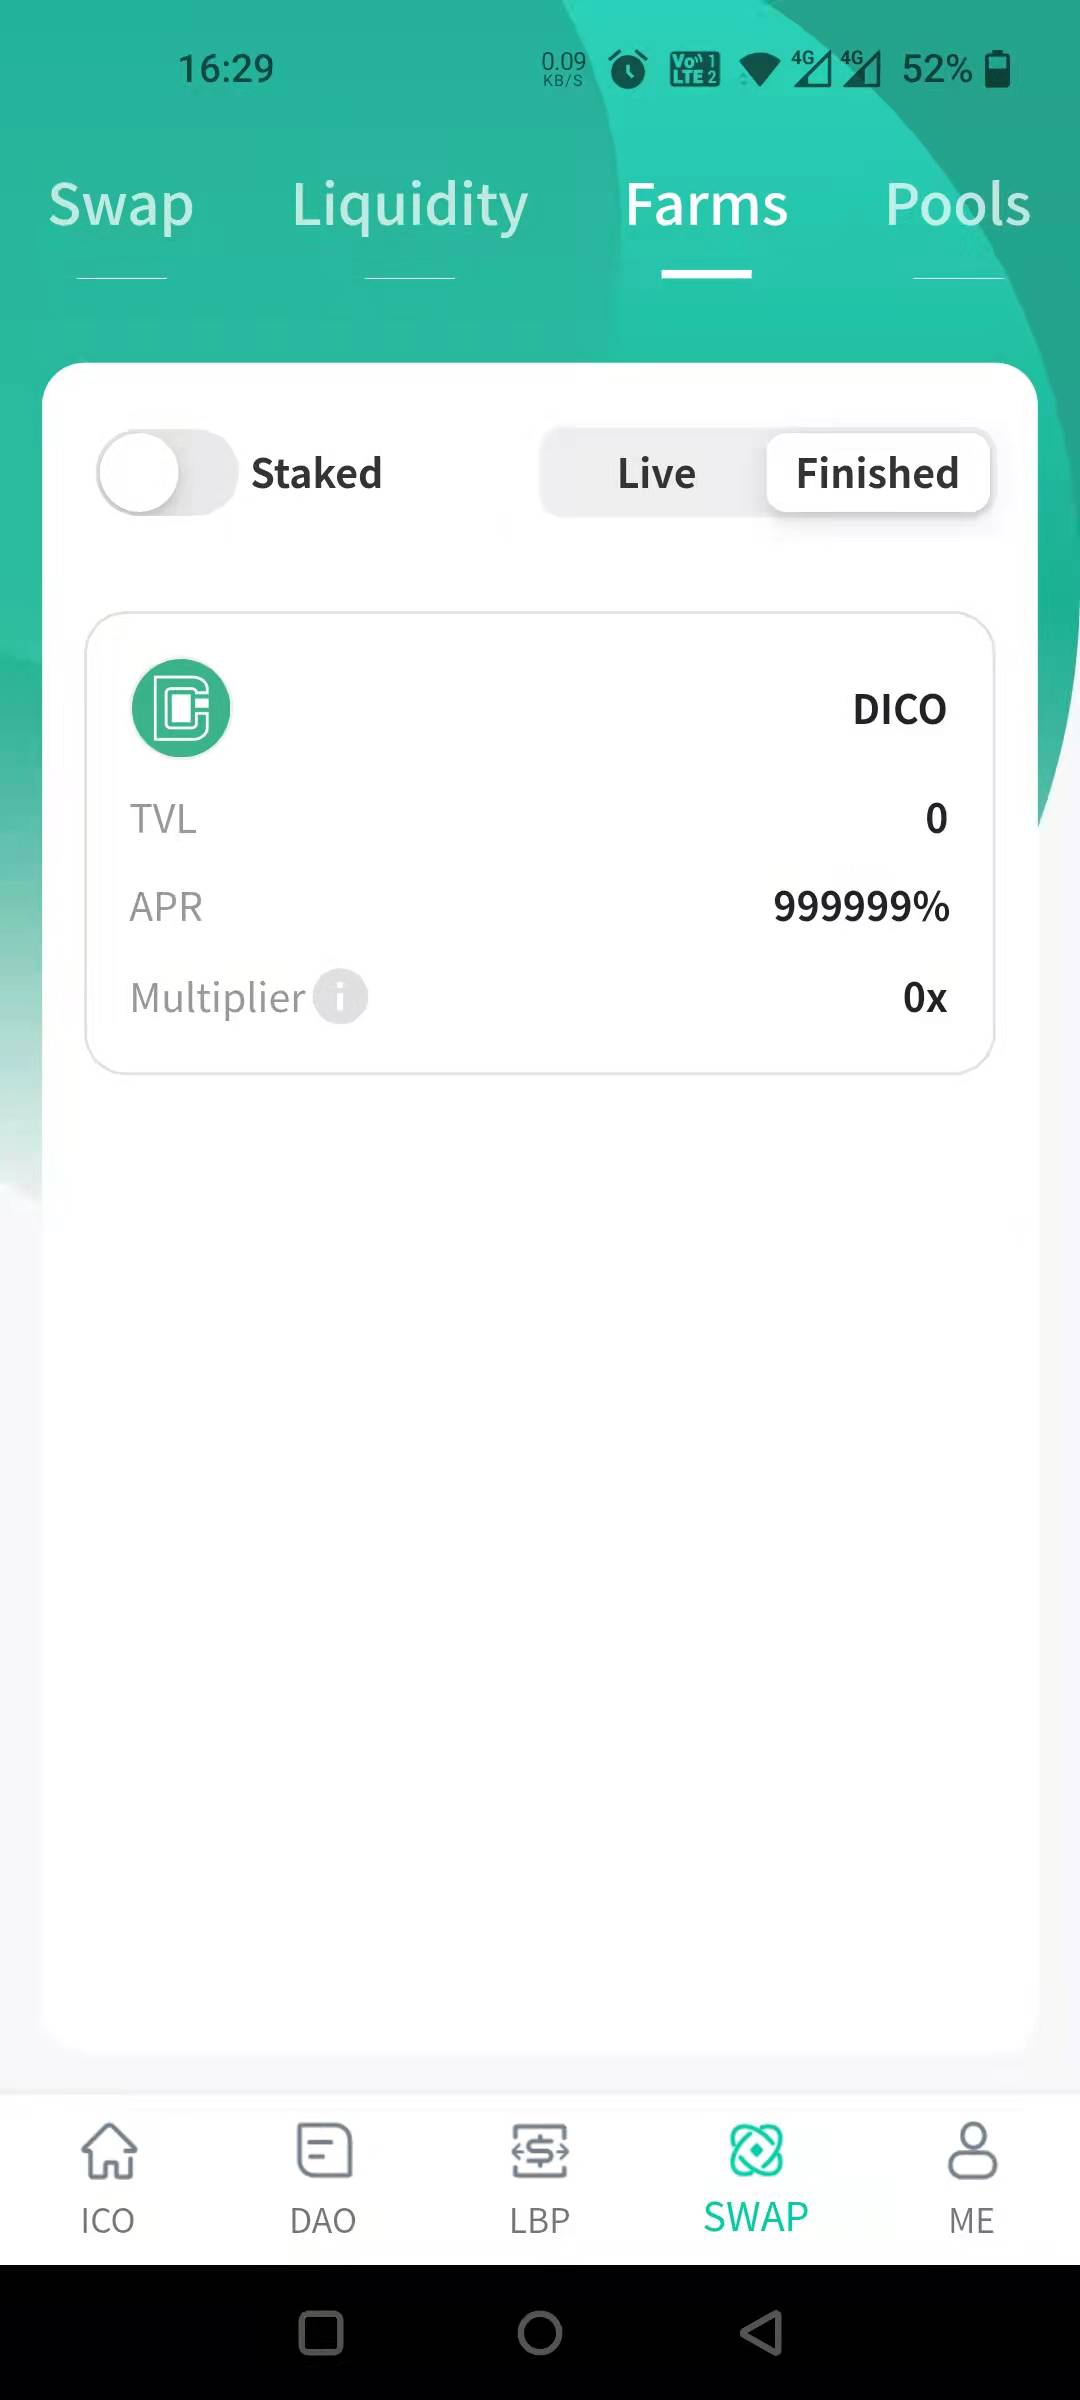 16:29 0.09 KB/S Vo 1 LTE 2 4G 4G 52%
Swap Liquidity Farms Pools
Staked Live Finished
DICO
TVL 0
APR 999999%
Multiplier i 0x
ICO DAO LBP SWAP ME